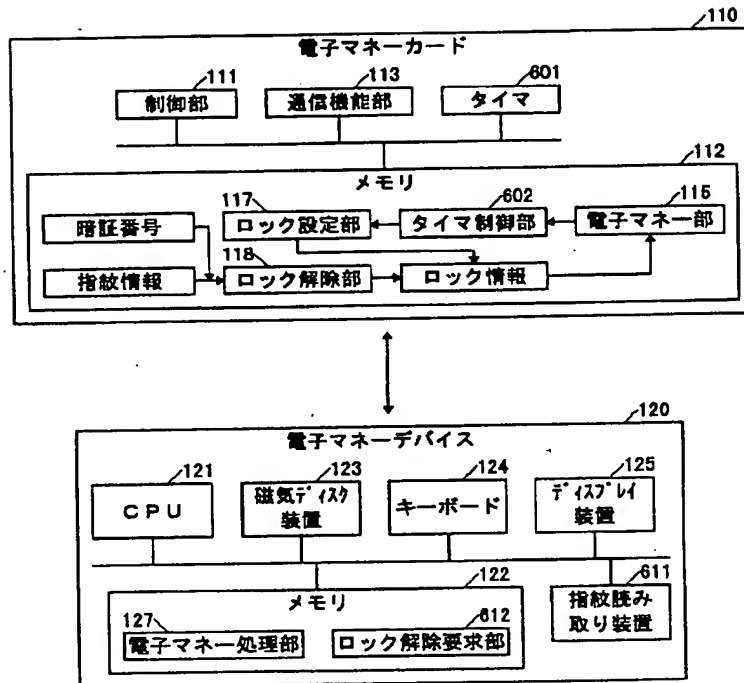 110
電子マネーカード
111
113
601
制御部
通信機能部
タイマ
112
メモリ
117
602
115
暗証番号
ロック設定部
タイマ制御部
電子マネー部
118
指紋情報
ロック解除部
ロック情報
120
電子マネーデバイス
121
123
124
125
CPU
磁気ディスク
装置
キーボード
ディスプレイ
装置
122
611
メモリ
指紋読み
取り装置
127
612
電子マネー処理部
ロック解除要求部